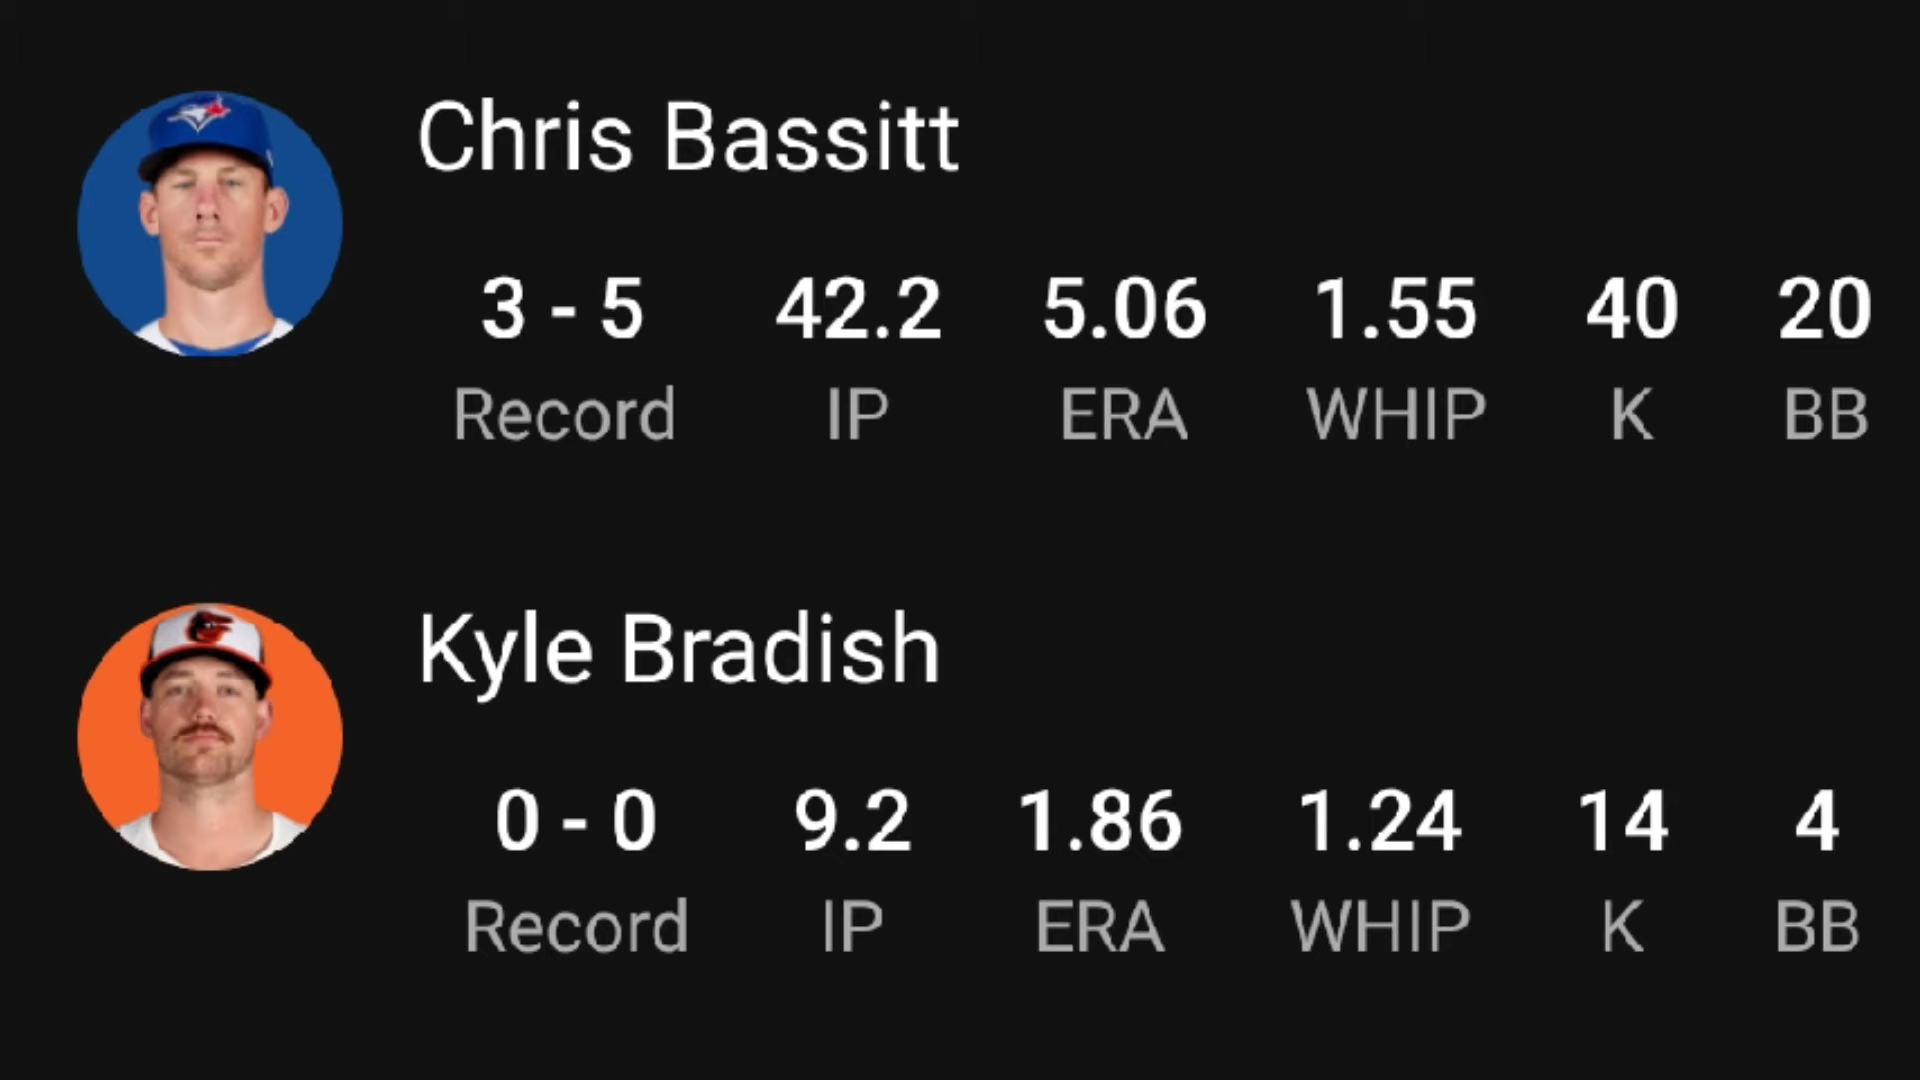 Chris Bassitt
3 - 5 42.2 5.06 1.55 40 20
Record IP ERA WHIP K BB
Kyle Bradish
0 - 0 9.2 1.86 1.24 14 4
Record IP ERA WHIP K BB